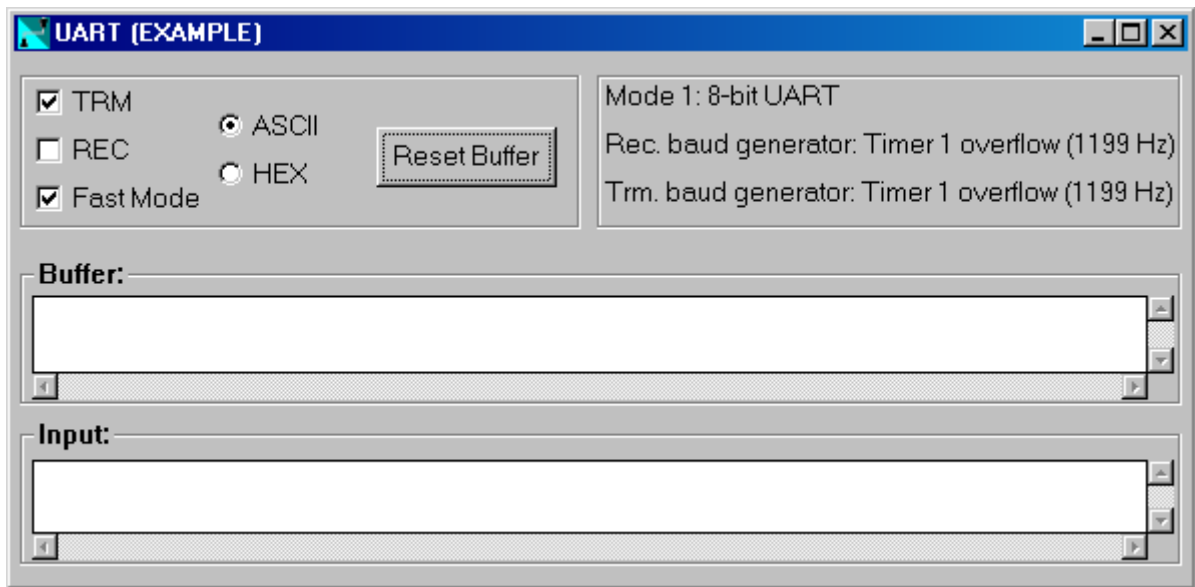 UART (EXAMPLE)
TRM
REC
Fast Mode
ASCII
HEX
Reset Buffer
Mode 1: 8-bit UART
Rec. baud generator: Timer 1 overflow (1199 Hz)
Trm. baud generator: Timer 1 overflow (1199 Hz)
Buffer:
Input: